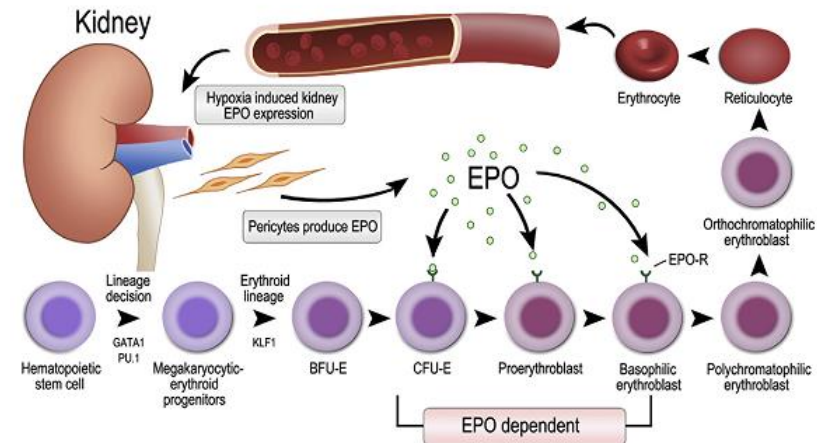 Kidney
Hypoxia induced kidney
EPO expression
Erythrocyte
Reticulocyte
EPO
Pericytes produce EPO
Orthochromatophilic
erythroblast
EPO-R
Lineage
decision
GATA1
PU.1
Erythroid
lineage
KLF1
Hematopoietic
stem cell
Megakaryocytic-
erythroid
progenitors
BFU-E
CFU-E
Proerythroblast
Basophilic
erythroblast
Polychromatophilic
erythroblast
EPO dependent